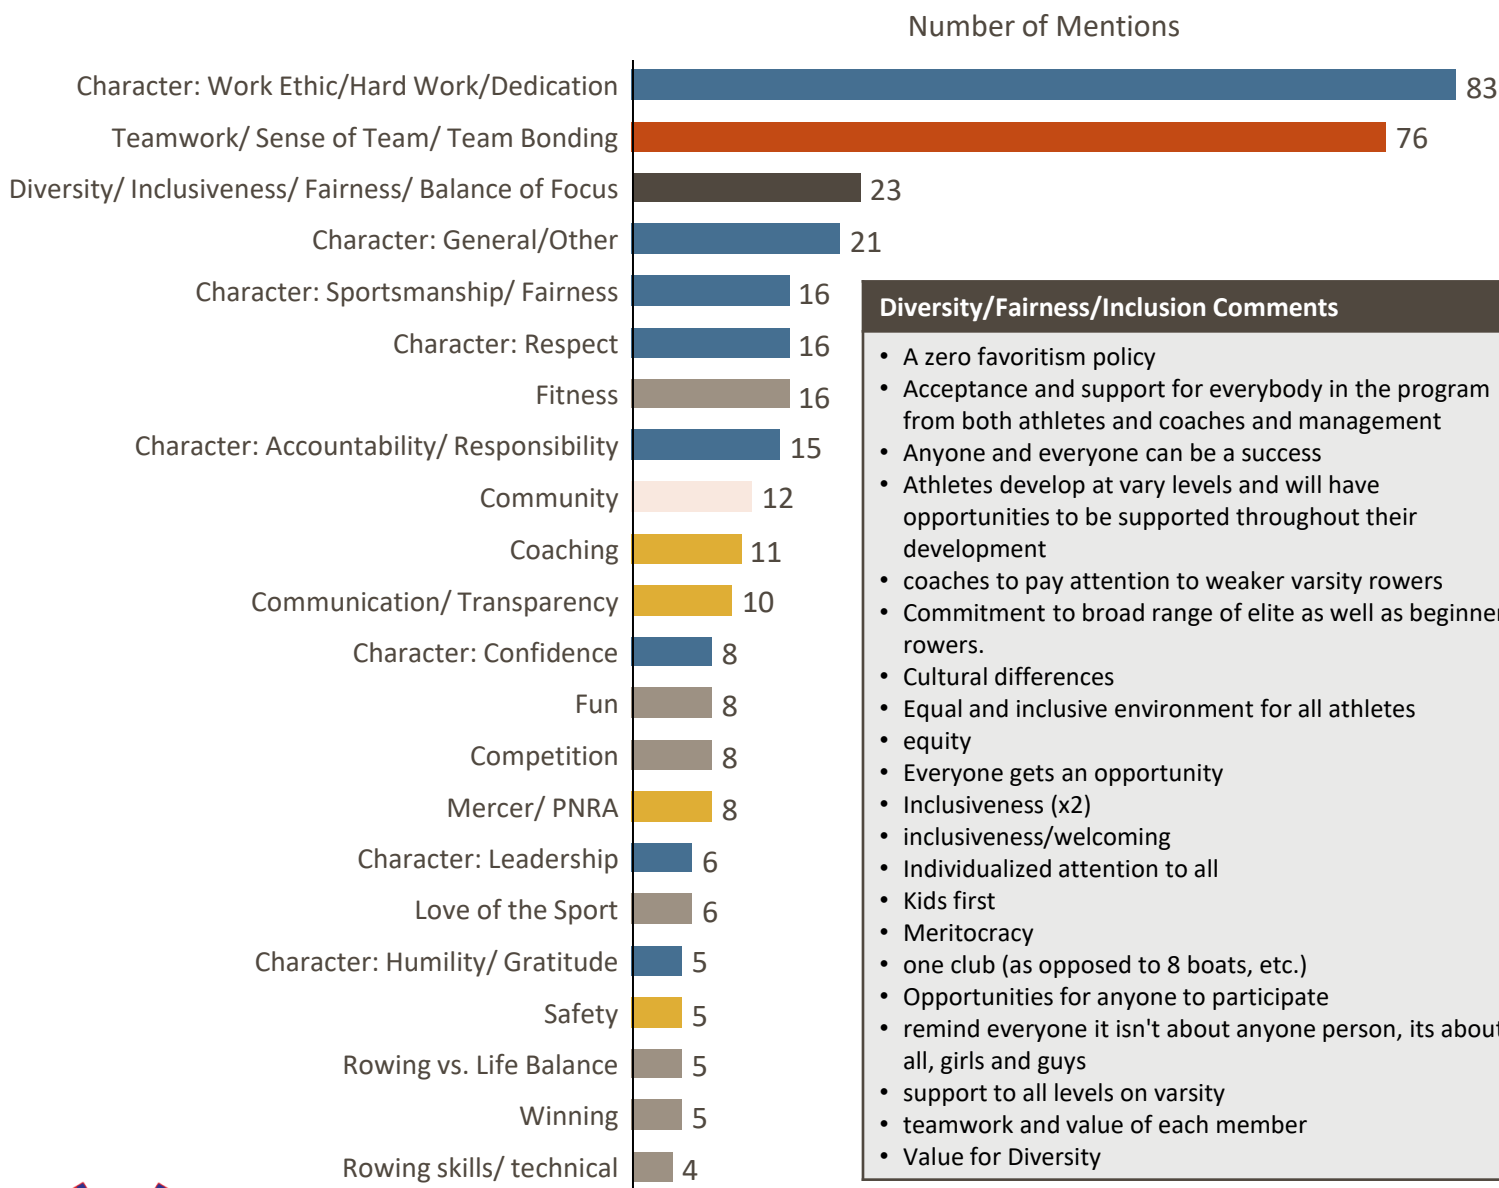 Number of Mentions
Character: Work Ethic/Hard Work/Dedication 83
Teamwork/ Sense of Team/ Team Bonding 76
Diversity/ Inclusiveness/ Fairness/ Balance of Focus 23
Character: General/Other 21
Character: Sportsmanship/ Fairness 16
Character: Respect 16
Fitness 16
Character: Accountability/ Responsibility 15
Community 12
Coaching 11
Communication/ Transparency 10
Character: Confidence 8
Fun 8
Competition 8
Mercer/ PNRA 8
Character: Leadership 6
Love of the Sport 6
Character: Humility/ Gratitude 5
Safety 5
Rowing vs. Life Balance 5
Winning 5
Rowing skills/ technical 4
Diversity/Fairness/Inclusion Comments
• A zero favoritism policy
• Acceptance and support for everybody in the program
from both athletes and coaches and management
• Anyone and everyone can be a success
• Athletes develop at vary levels and will have
opportunities to be supported throughout their
development
• coaches to pay attention to weaker varsity rowers
• Commitment to broad range of elite as well as beginner
rowers.
• Cultural differences
• Equal and inclusive environment for all athletes
• equity
• Everyone gets an opportunity
• Inclusiveness (x2)
• inclusiveness/welcoming
• Individualized attention to all
• Kids first
• Meritocracy
• one club (as opposed to 8 boats, etc.)
• Opportunities for anyone to participate
• remind everyone it isn't about anyone person, its about
all, girls and guys
• support to all levels on varsity
• teamwork and value of each member
• Value for Diversity